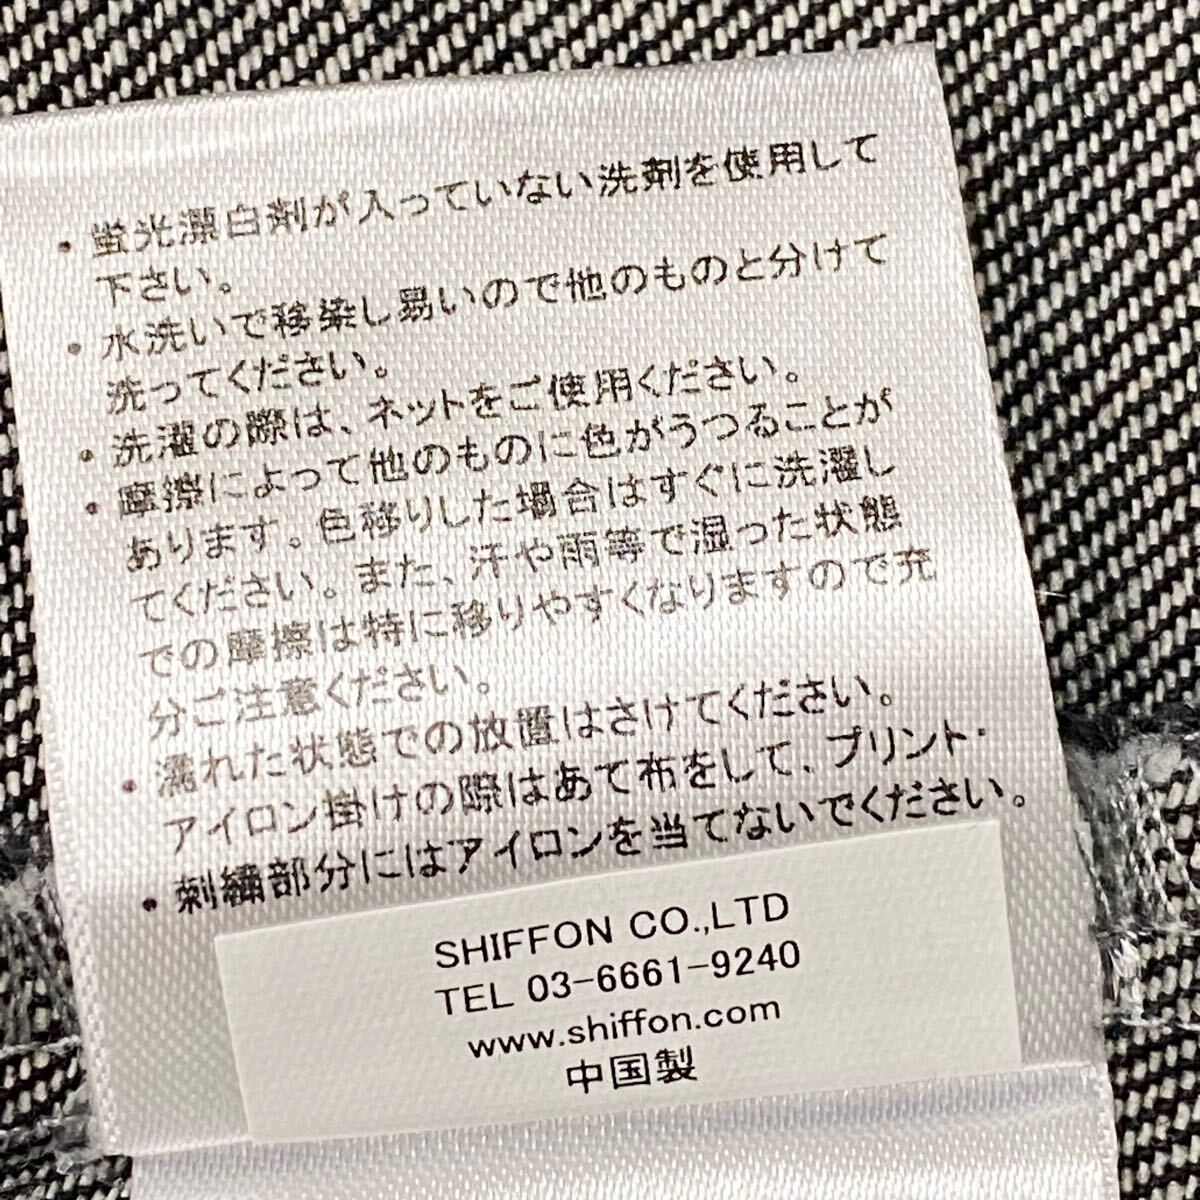 ・蛍光漂白剤が入っていない洗剤を使用して
下さい。
・水洗いで移染し易いので他のものと分けて
洗ってください。
・洗濯の際は、ネットをご使用ください。
・摩擦によって他のものに色がうつることが
あります。色移りした場合はすぐに洗濯し
てください。また、汗や雨等で湿った状態
での摩擦は特に移りやすくなりますので充
分ご注意ください。
・濡れた状態での放置はさけてください。
アイロン掛けの際はあて布をして、プリント・
・刺繍部分にはアイロンを当てないでください。
SHIFFON CO.,LTD
TEL 03-6661-9240
www.shiffon.com
中国製